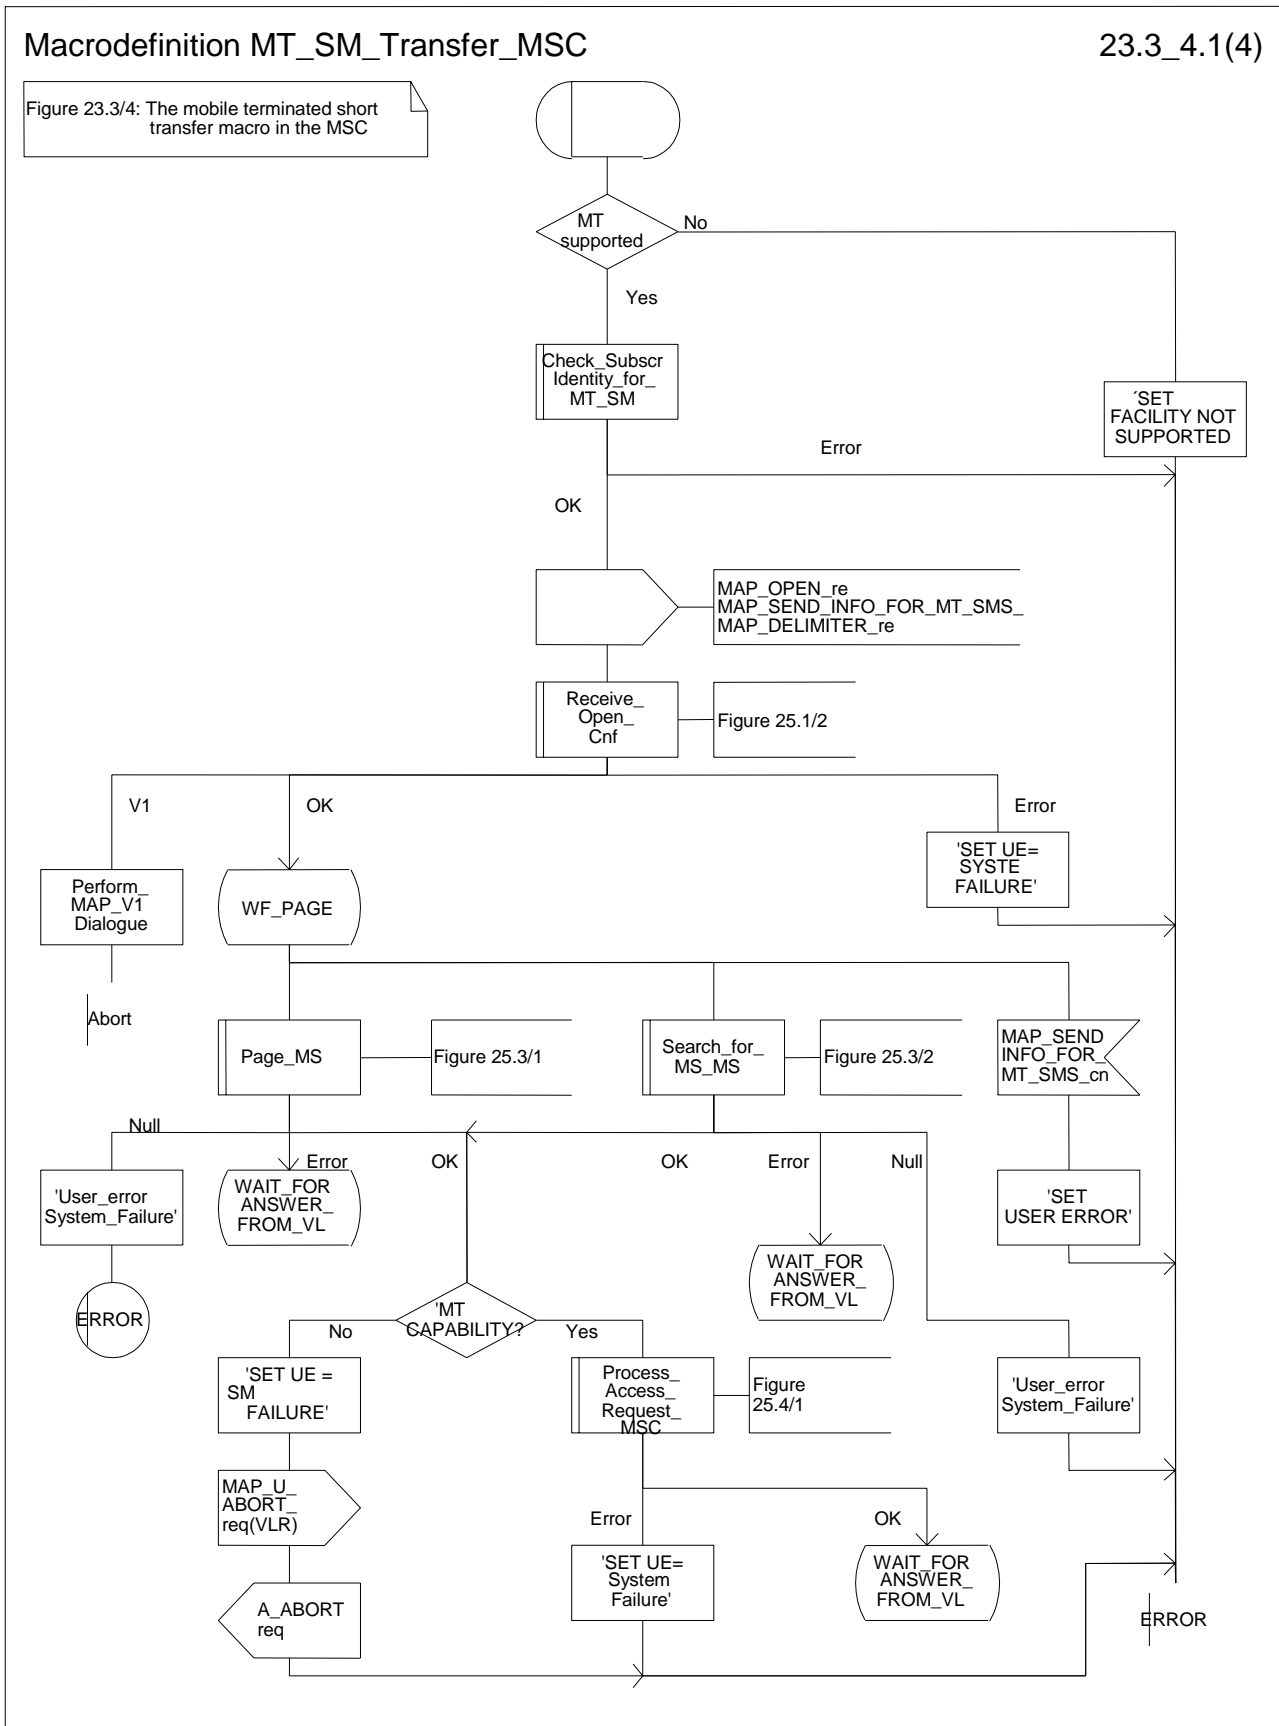 Macrodefinition MT_SM_Transfer_MSC
23.3_4.1(4)
Figure 23.3/4: The mobile terminated short
transfer macro in the MSC
MT
supported
No
Yes
Check_Subscr
Identity_for_
MT_SM
´SET
FACILITY NOT
SUPPORTED
Error
OK
MAP_OPEN_re
MAP_SEND_INFO_FOR_MT_SMS_
MAP_DELIMITER_re
Receive_
Open_
Cnf
Figure 25.1/2
V1
OK
Error
'SET UE=
SYSTE
FAILURE'
Perform_
MAP_V1
Dialogue
WF_PAGE
Abort
Page_MS
Figure 25.3/1
Search_for_
MS_MS
Figure 25.3/2
MAP_SEND
INFO_FOR_
MT_SMS_cn
Null
Error
OK
OK
Error
Null
'User_error
System_Failure'
WAIT_FOR
ANSWER_
FROM_VL
'SET
USER ERROR'
WAIT_FOR
ANSWER_
FROM_VL
ERROR
'MT
CAPABILITY?
No
Yes
'SET UE =
SM
FAILURE'
Process_
Access_
Request_
MSC
Figure
25.4/1
'User_error
System_Failure'
MAP_U_
ABORT_
req(VLR)
Error
OK
'SET UE=
System
Failure'
WAIT_FOR
ANSWER_
FROM_VL
A_ABORT
req
ERROR